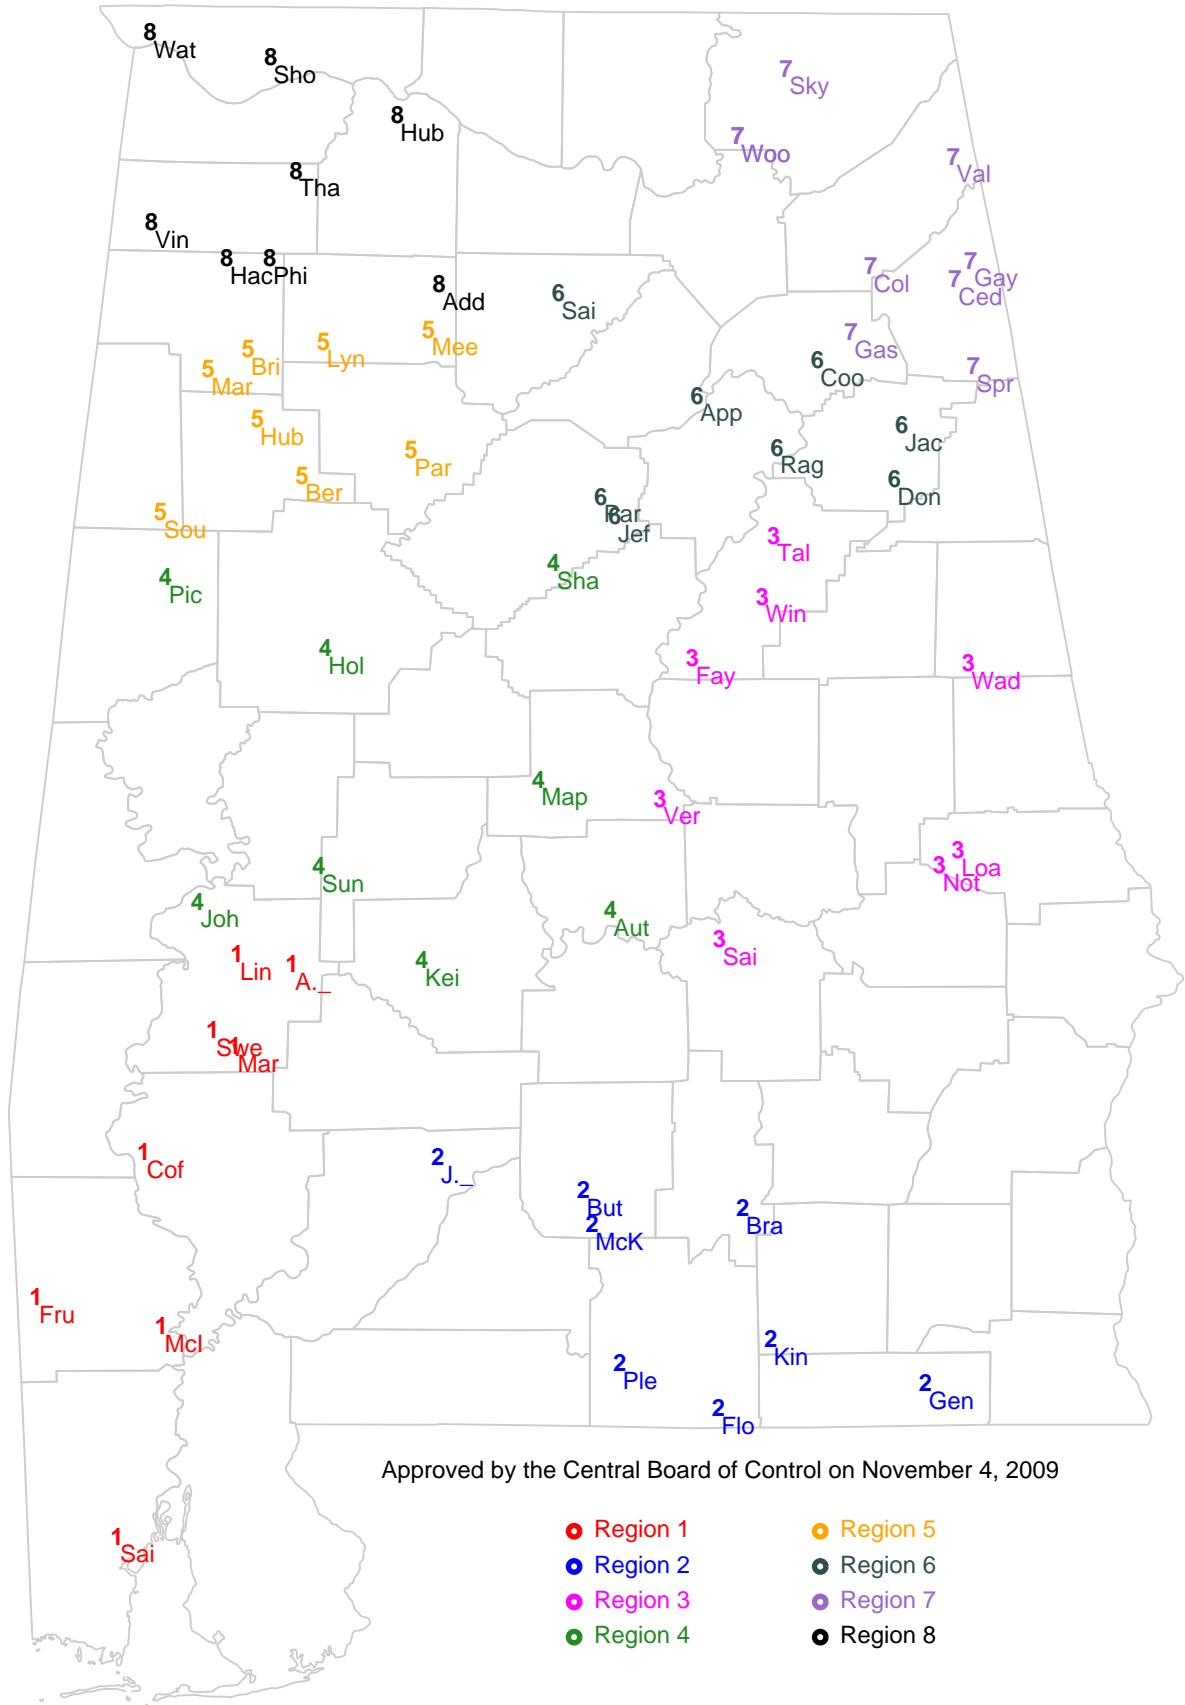 8 Wat
8 Sho
7 Sky
8 Hub
7 Woo
7 Val
8 Tha
8 Vin
8 Hac
8 Phi
7 Col
7 Gay
7 Ced
8 Add
6 Sai
5 Mee
5 Lyn
5 Bri
7 Gas
5 Mar
6 Coo
7 Spr
6 App
5 Hub
6 Jac
5 Par
6 Rag
5 Ber
6 Don
6 Par
5 Sou
6 Jef
3 Tal
4 Sha
4 Pic
3 Win
4 Hol
3 Fay
3 Wad
4 Map
3 Ver
4 Sun
3 Loa
3 Not
4 Joh
4 Aut
3 Sai
1 Lin
1 A._
4 Kei
1 Swe
1 Mar
1 Cof
2 J._
2 But
2 Bra
2 McK
1 Fru
1 McI
2 Kin
2 Ple
2 Gen
2 Flo
Approved by the Central Board of Control on November 4, 2009
1 Sai
Region 1
Region 5
Region 2
Region 6
Region 3
Region 7
Region 4
Region 8